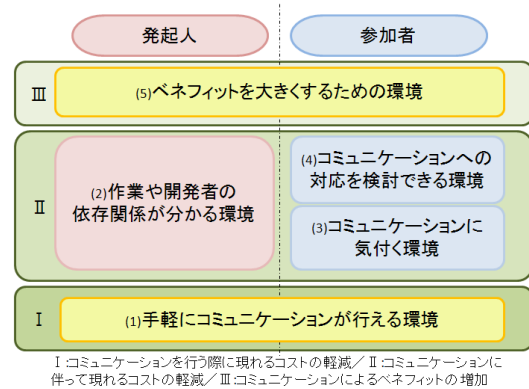 発起人
参加者
Ⅲ
(5)ベネフィットを大きくするための環境
Ⅱ
(2)作業や開発者の
依存関係が分かる環境
(4)コミュニケーションへの
対応を検討できる環境
(3)コミュニケーションに
気付く環境
Ⅰ
(1)手軽にコミュニケーションが行える環境
Ⅰ:コミュニケーションを行う際に現れるコストの軽減／Ⅱ:コミュニケーションに
伴って現れるコストの軽減／Ⅲ:コミュニケーションによるベネフィットの増加